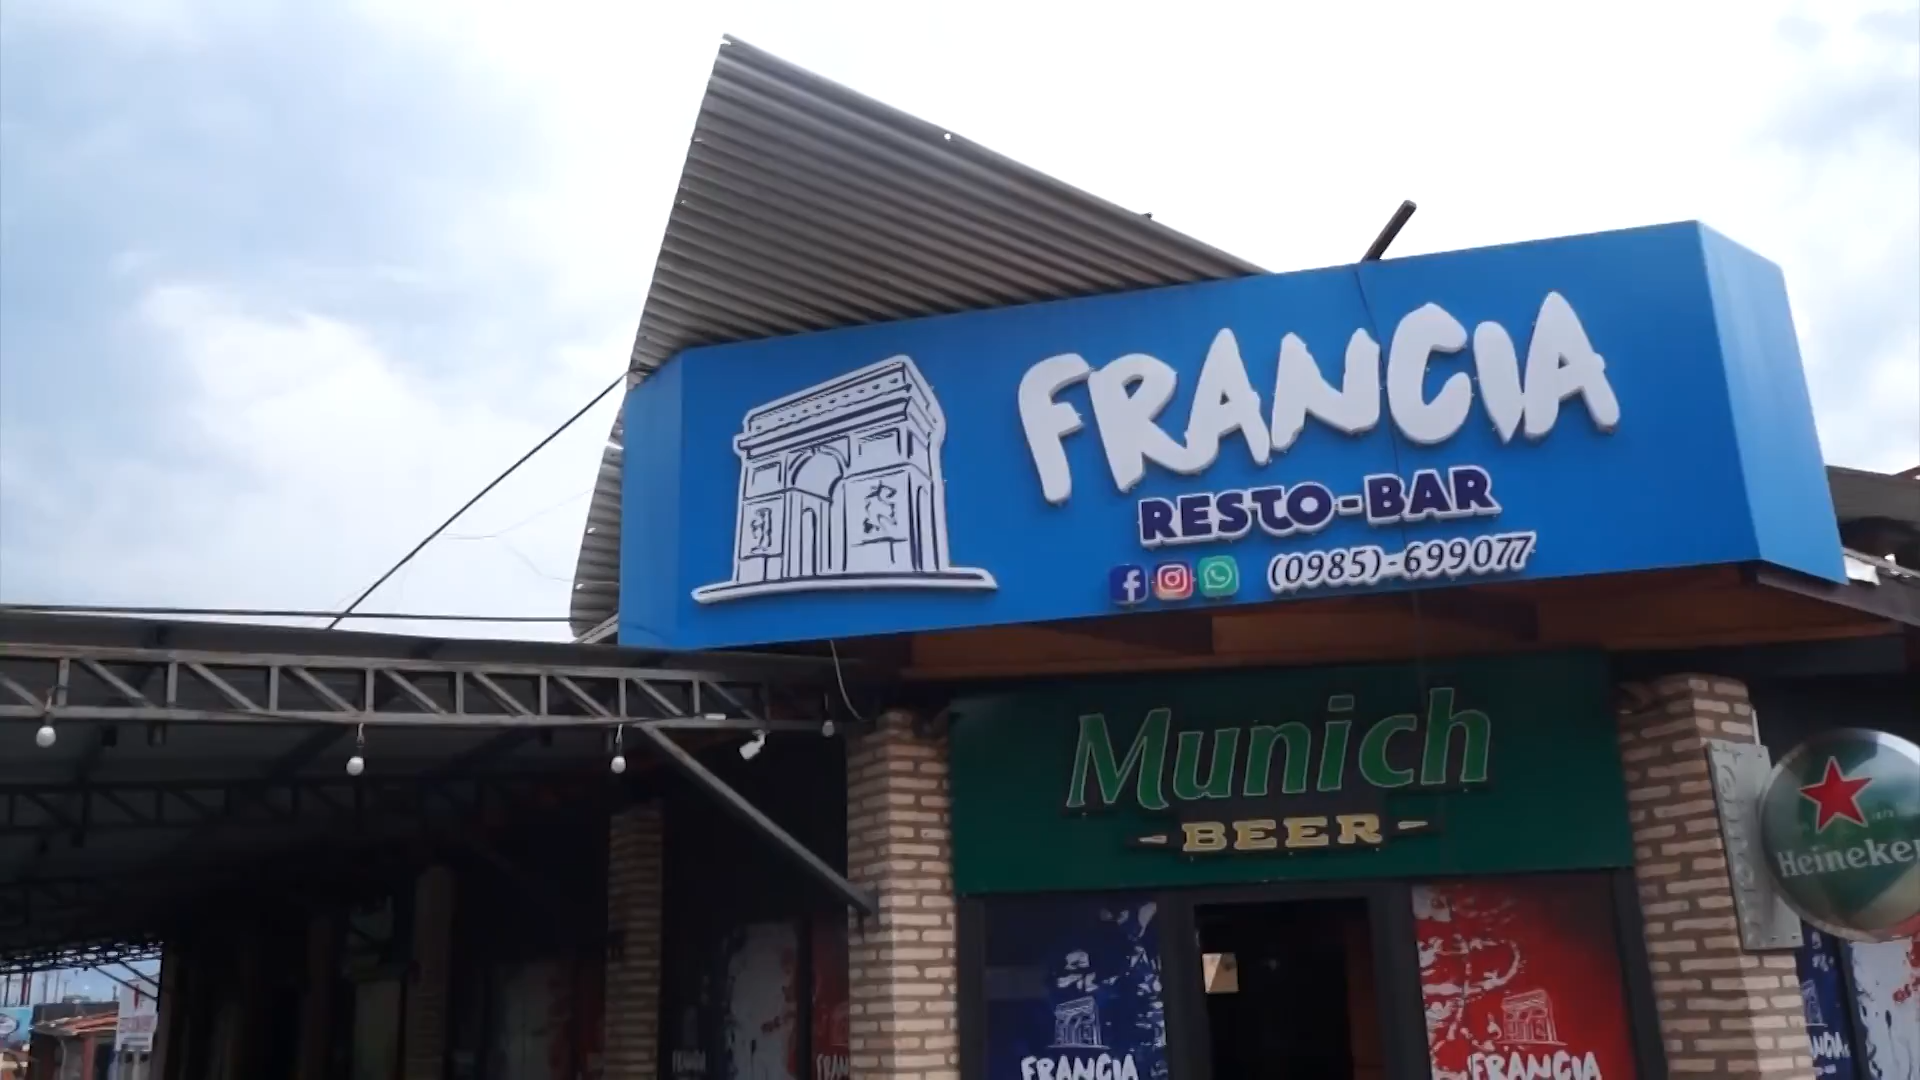 FRANCIA
RESTO-BAR
(0985)-699077
Munich
BEER
Heineken
FRANCIA
FRANCIA